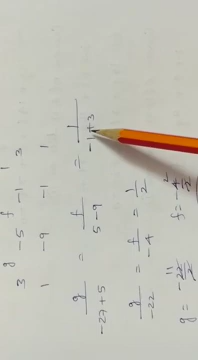 g f 1
3 -5 -1 3
1 -9 -1 1
g/-27+5 = f/5-9 = 1/-1+3
g/-22 = f/-4 = 1/2
g = -22/2 11 f = -4/2